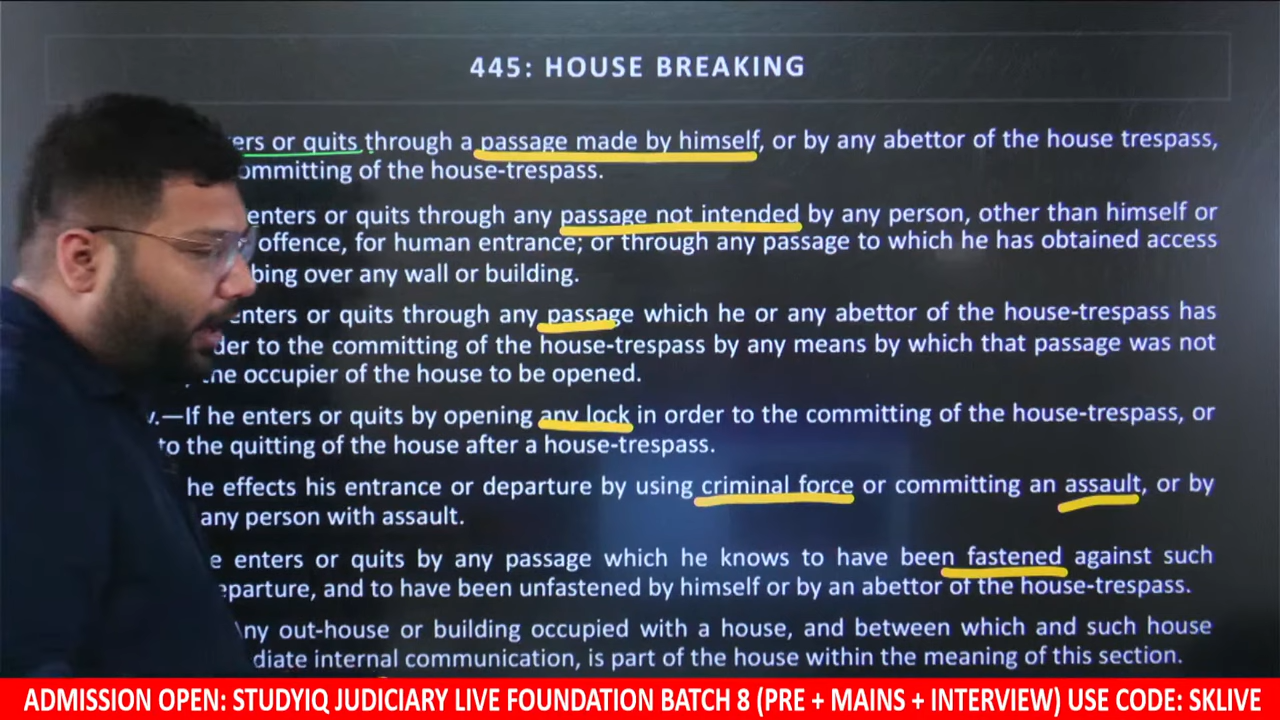 445: HOUSE BREAKING
ers or quits through a passage made by himself, or by any abettor of the house trespass,
ommitting of the house-trespass.
enters or quits through any passage not intended by any person, other than himself or
offence, for human entrance; or through any passage to which he has obtained access
bing over any wall or building.
enters or quits through any passage which he or any abettor of the house-trespass has
der to the committing of the house-trespass by any means by which that passage was not
the occupier of the house to be opened.
v.—If he enters or quits by opening any lock in order to the committing of the house-trespass, or
to the quitting of the house after a house-trespass.
he effects his entrance or departure by using criminal force or committing an assault, or by
any person with assault.
e enters or quits by any passage which he knows to have been fastened against such
eparture, and to have been unfastened by himself or by an abettor of the house-trespass.
ny out-house or building occupied with a house, and between which and such house
diate internal communication, is part of the house within the meaning of this section.
ADMISSION OPEN: STUDYIQ JUDICIARY LIVE FOUNDATION BATCH 8 (PRE + MAINS + INTERVIEW) USE CODE: SKLIVE